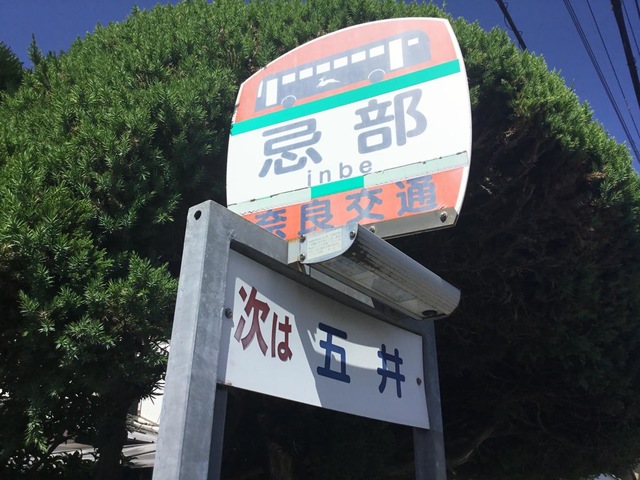 忌部
inbe
奈良交通
次は 五井